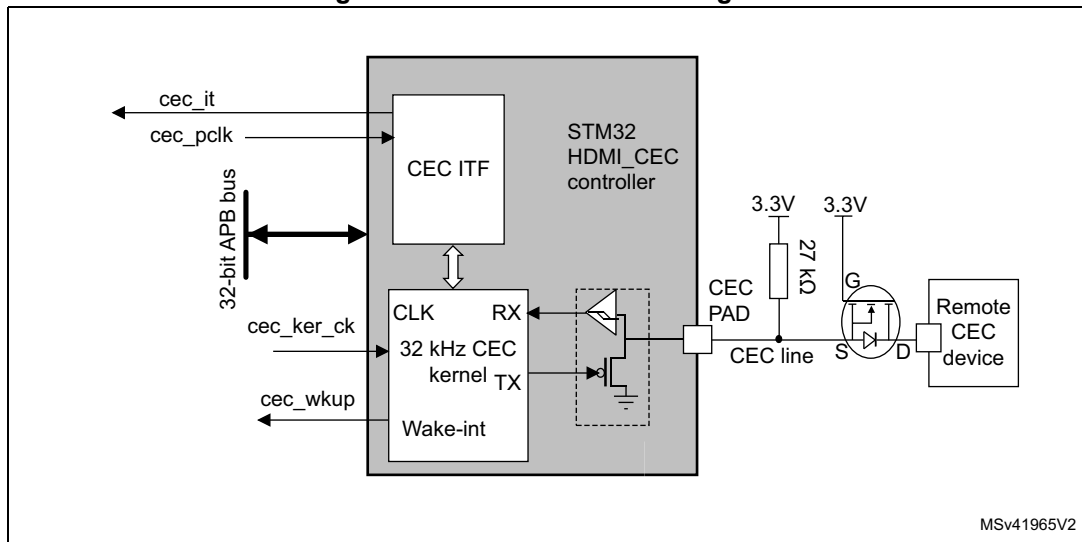 cec_it
cec_pclk
CEC ITF
STM32
HDMI_CEC
controller
32-bit APB bus
3.3V
3.3V
27 kΩ
G
S
D
CEC
PAD
CEC line
Remote
CEC
device
CLK
RX
cec_ker_ck
32 kHz CEC
kernel
TX
cec_wkup
Wake-int
MSv41965V2